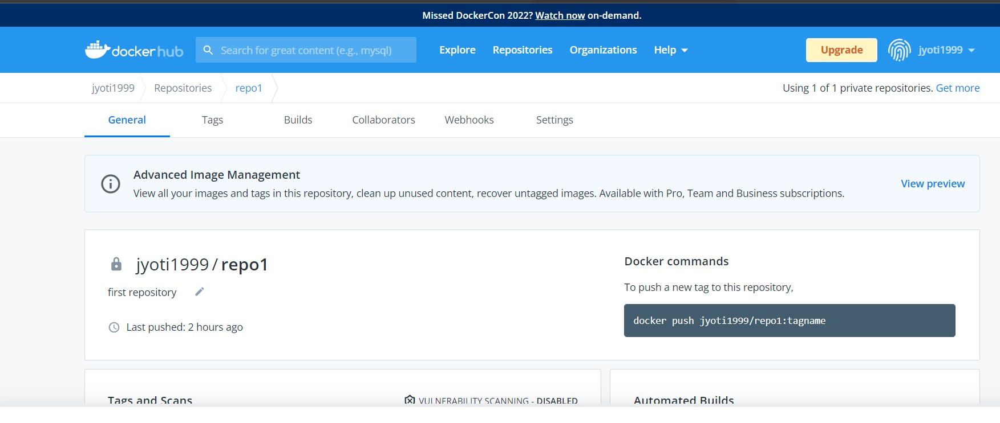 Missed DockerCon 2022? Watch now on-demand.
docker hub
Search for great content (e.g., mysql)
Explore
Repositories
Organizations
Help
Upgrade
jyoti1999
jyoti1999
Repositories
repo1
Using 1 of 1 private repositories. Get more
General
Tags
Builds
Collaborators
Webhooks
Settings
Advanced Image Management
View all your images and tags in this repository, clean up unused content, recover untagged images. Available with Pro, Team and Business subscriptions.
View preview
jyoti1999 / repo1
first repository
Last pushed: 2 hours ago
Docker commands
To push a new tag to this repository,
docker push jyoti1999/repo1:tagname
Tags and Scans
VULNERABILITY SCANNING - DISABLED
Automated Builds